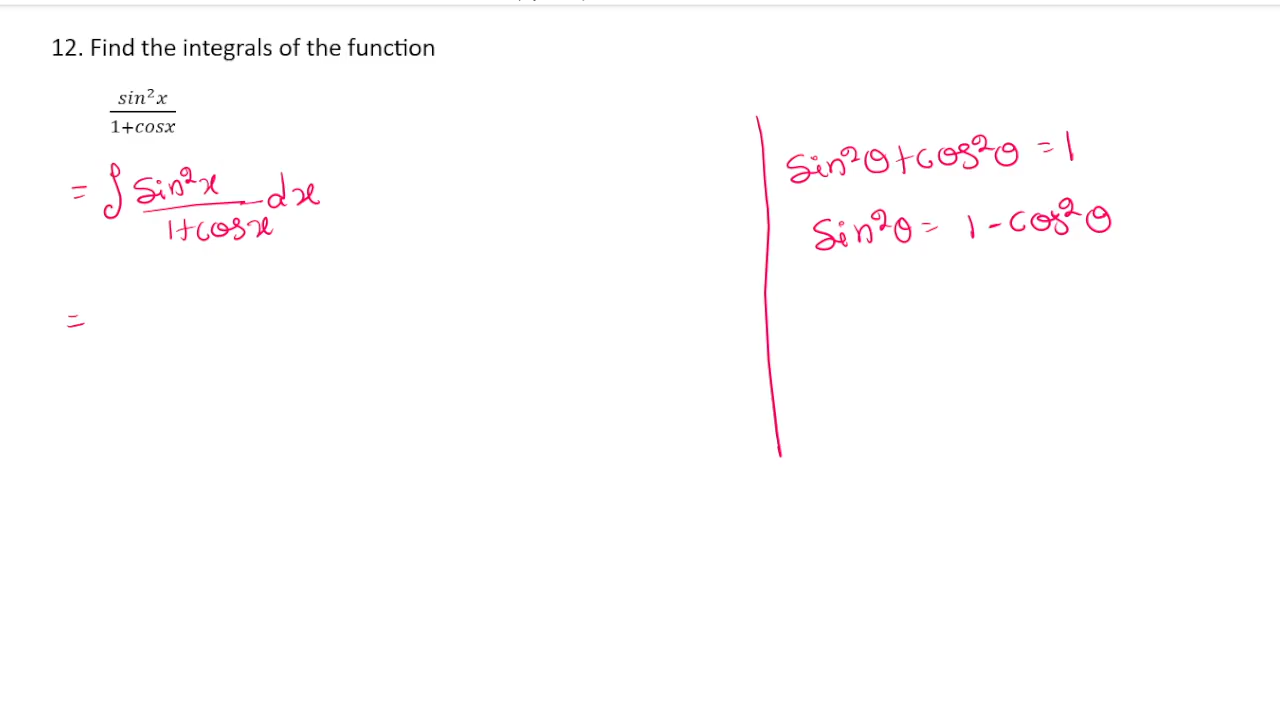 12. Find the integrals of the function
sin²x
1+cosx
= ∫ sin²x dx
1+cosx
=
sin²θ+cos²θ = 1
sin²θ = 1 - cos²θ